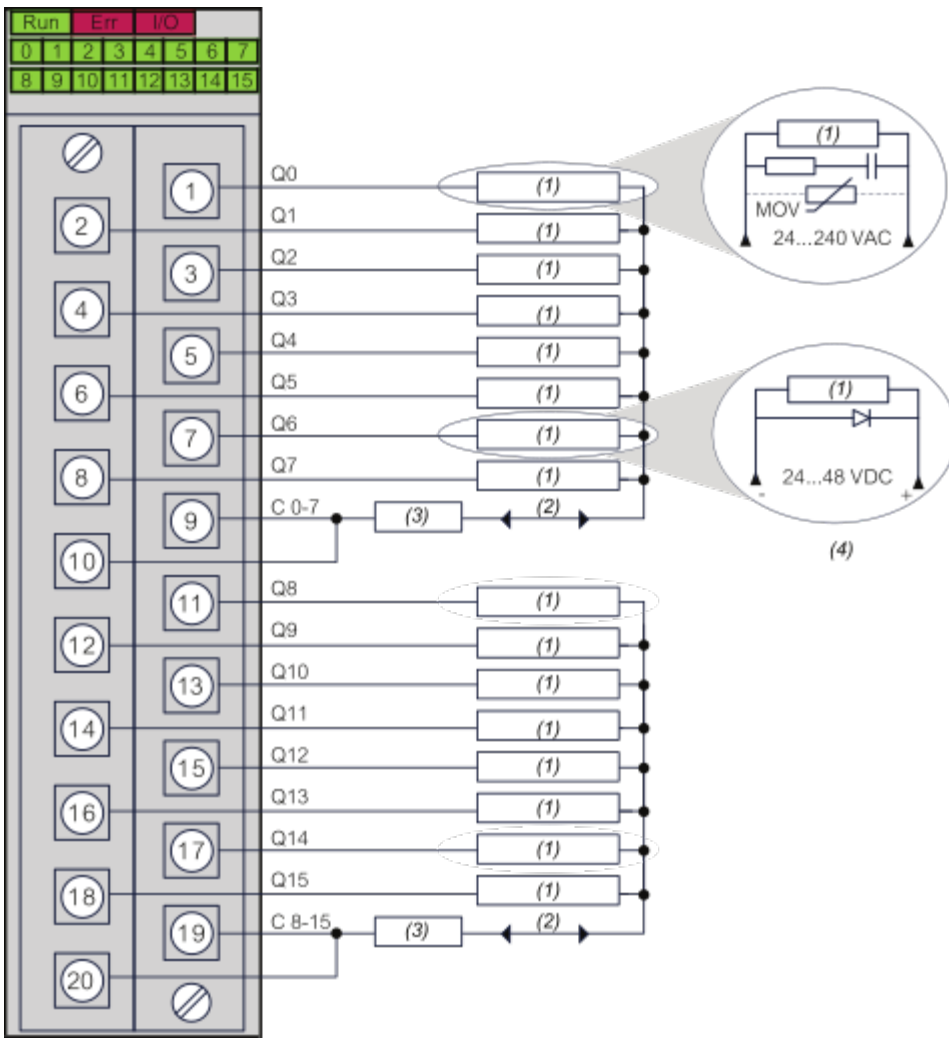 Run Err I/O
0 1 2 3 4 5 6 7
8 9 10 11 12 13 14 15
1 Q0 (1)
2 Q1 (1)
3 Q2 (1)
4 Q3 (1)
5 Q4 (1)
6 Q5 (1)
7 Q6 (1)
8 Q7 (1)
9 C 0-7 (3) (2)
10
11 Q8 (1)
12 Q9 (1)
13 Q10 (1)
14 Q11 (1)
15 Q12 (1)
16 Q13 (1)
17 Q14 (1)
18 Q15 (1)
19 C 8-15 (3) (2)
20
(1)
MOV
24...240 VAC
(1)
24...48 VDC
- +
(4)